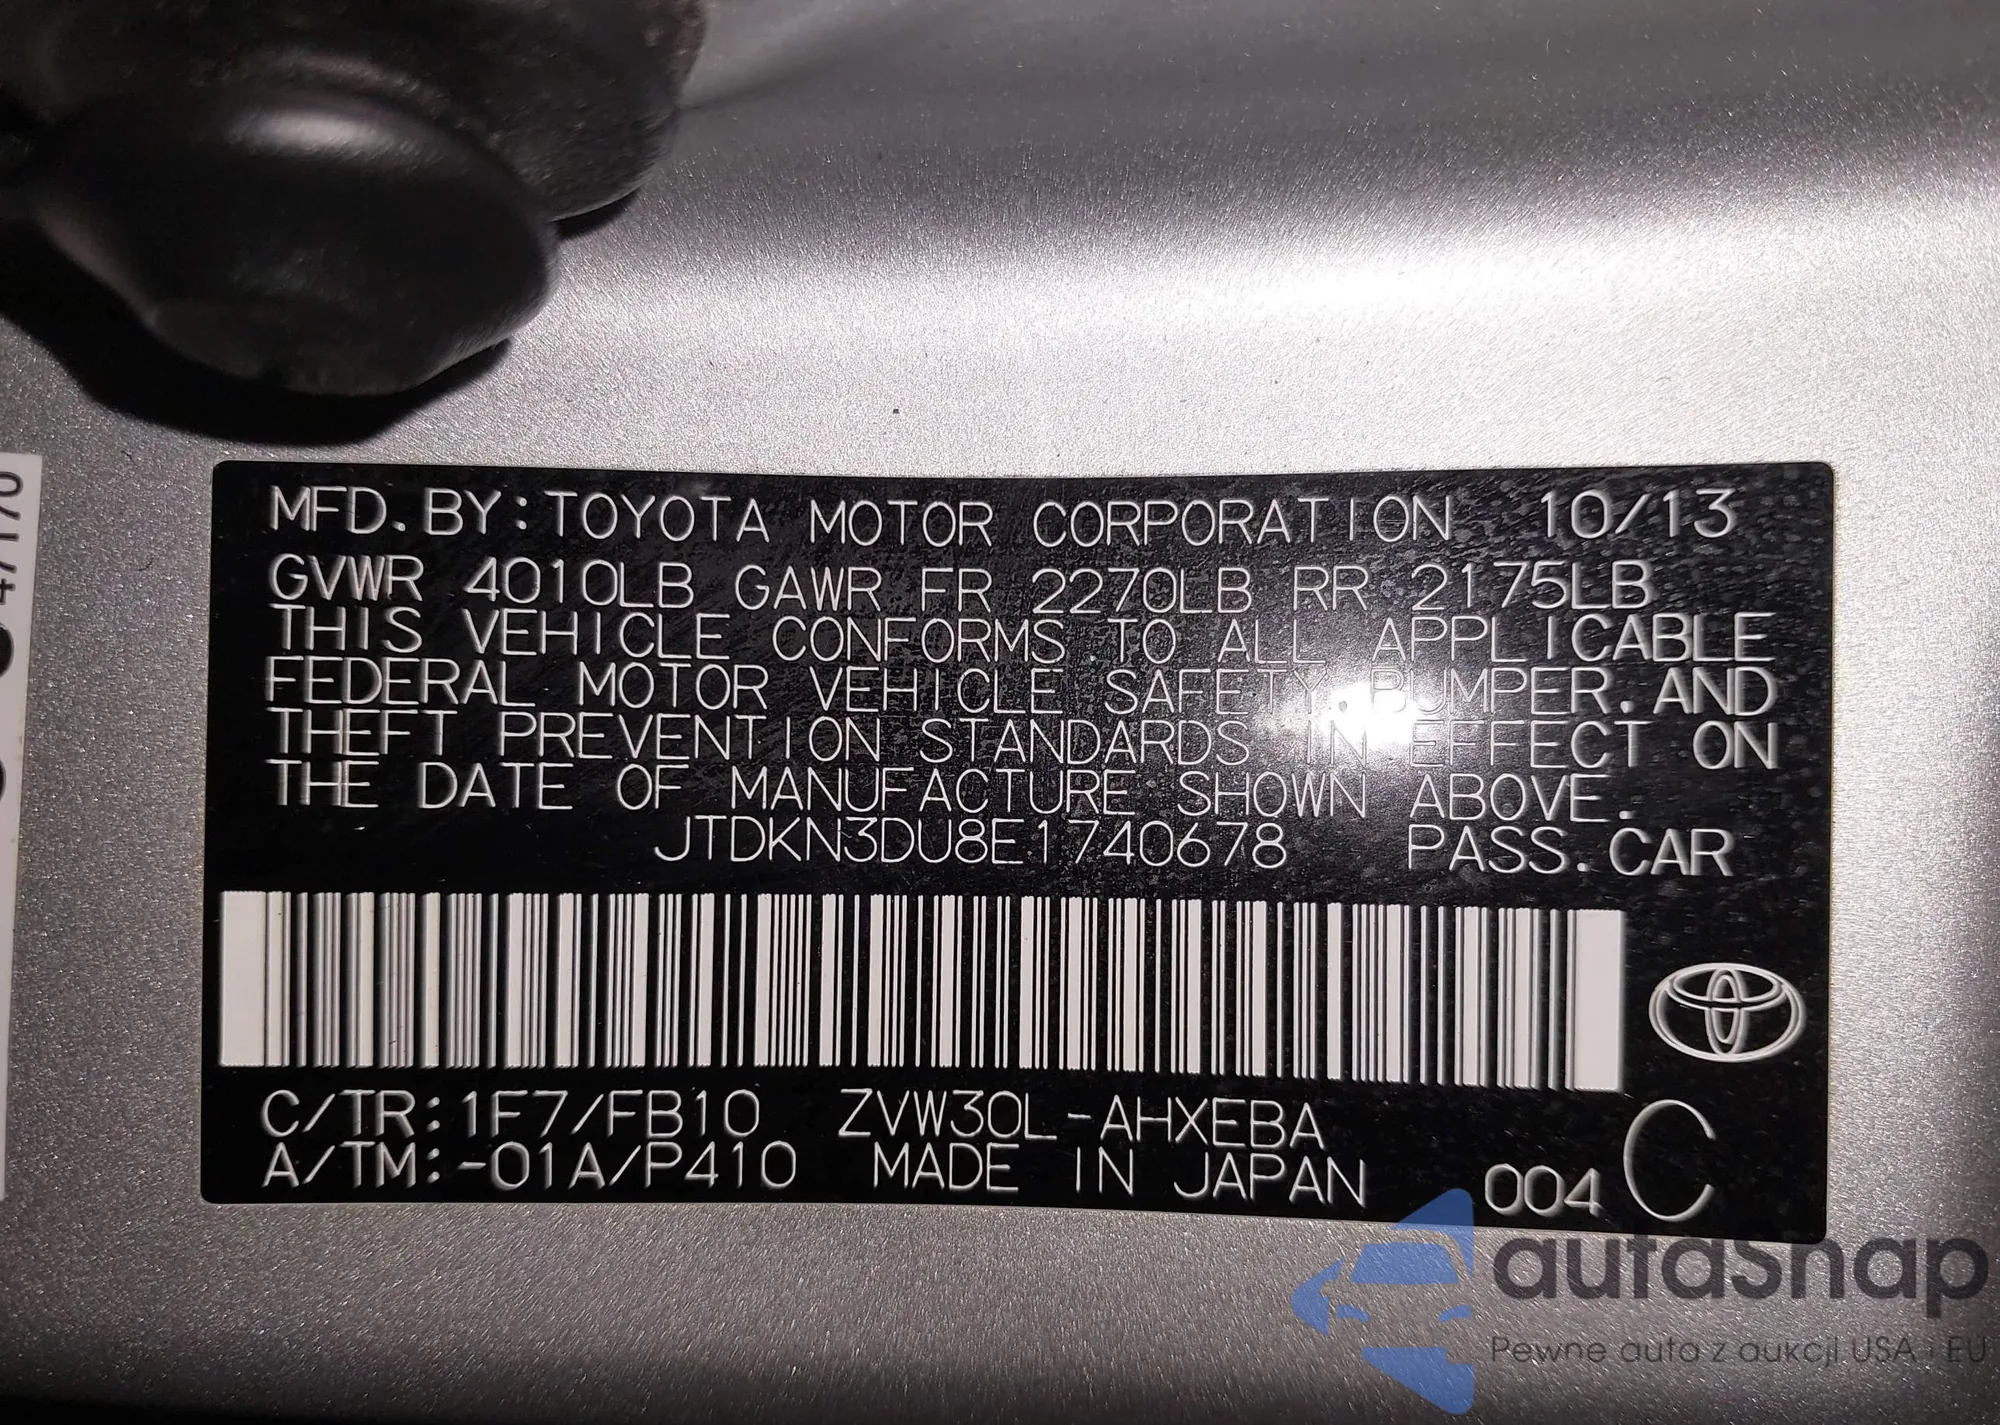 MFD. BY: TOYOTA MOTOR CORPORATION 10/13
GVWR 4010LB GAWR FR 2270LB RR 2175LB
THIS VEHICLE CONFORMS TO ALL APPLICABLE
FEDERAL MOTOR VEHICLE SAFETY, BUMPER, AND
THEFT PREVENTION STANDARDS IN EFFECT ON
THE DATE OF MANUFACTURE SHOWN ABOVE.
JTDKN3DU8E1740678 PASS. CAR
C/TR: 1F7/FB10 ZVW30L-AHXEBA
A/TM: -01A/P410 MADE IN JAPAN 004 C
autasnap
Pewne auta z aukcji USA i EU